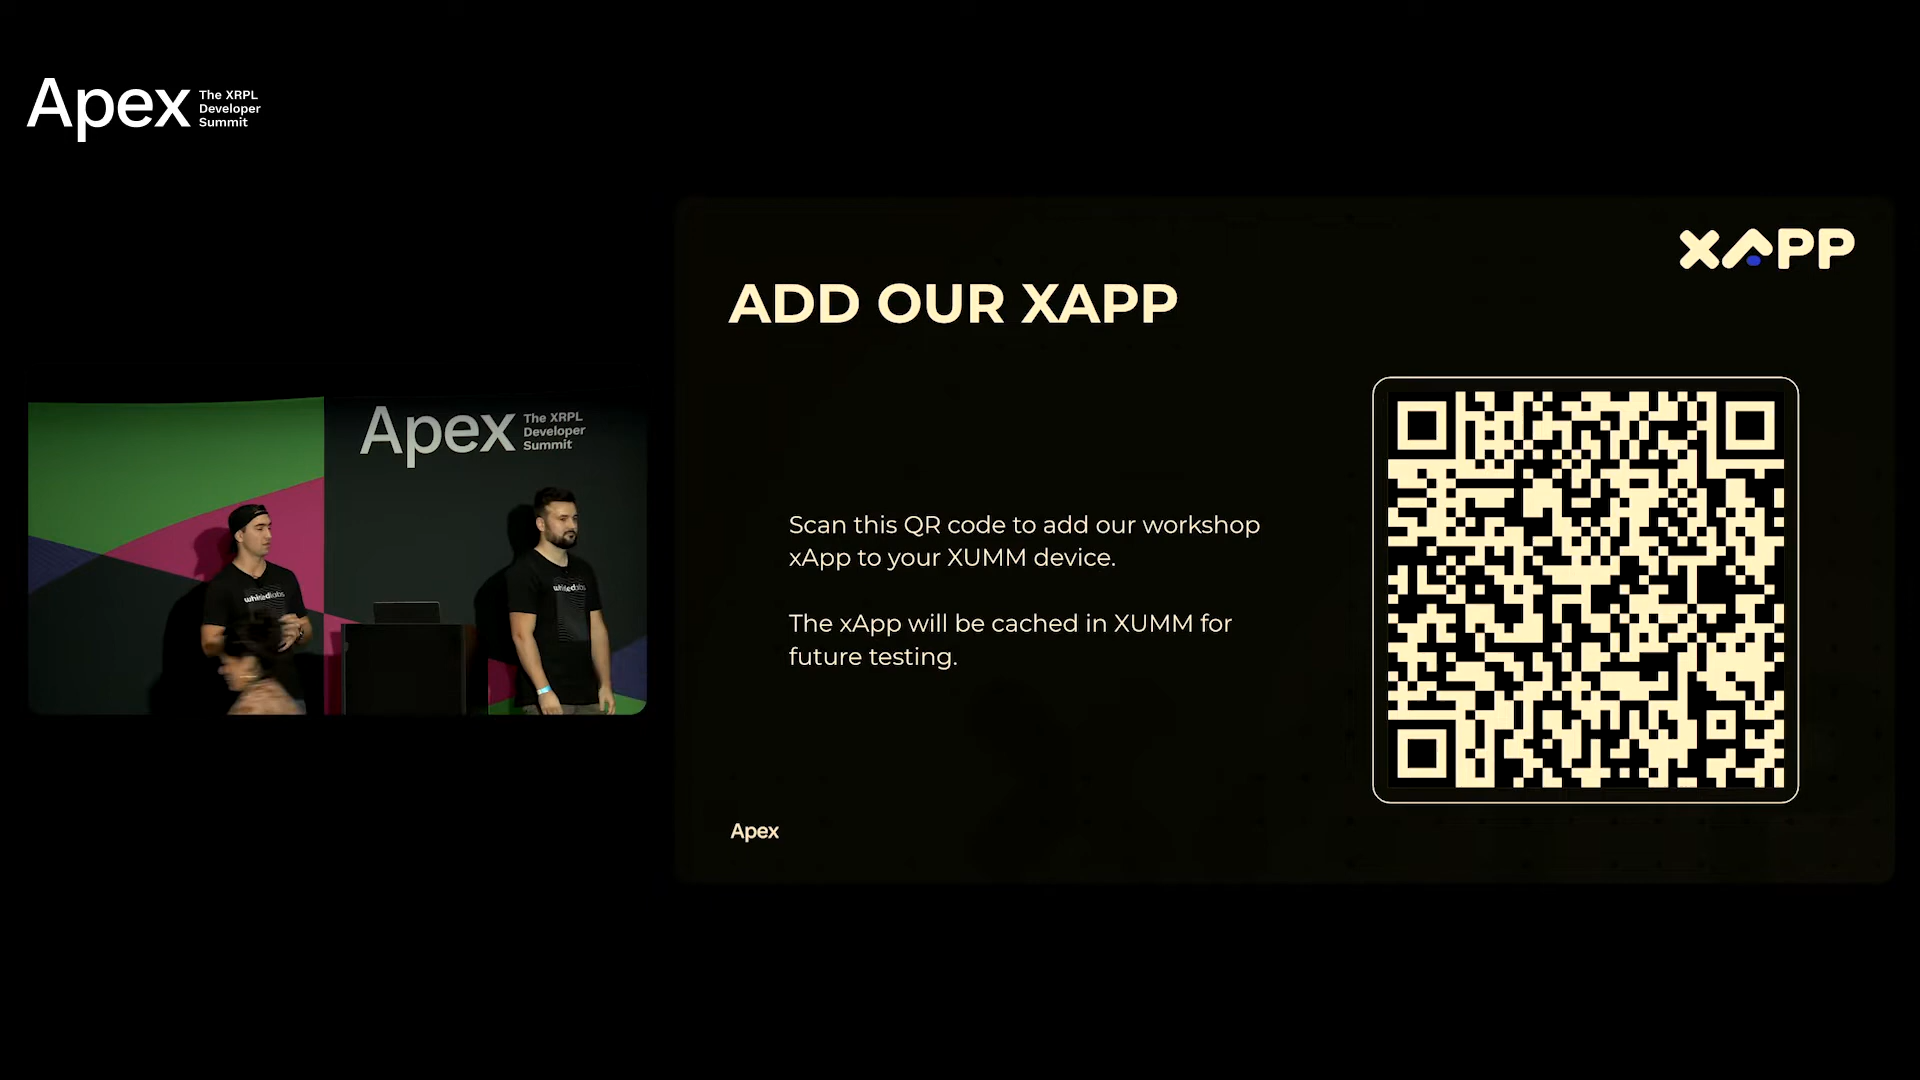 Apex
The XRPL
Developer
Summit
Apex
The XRPL
Developer
Summit
whirledlabs
XAPP
ADD OUR XAPP
Scan this QR code to add our workshop
xApp to your XUMM device.
The xApp will be cached in XUMM for
future testing.
Apex